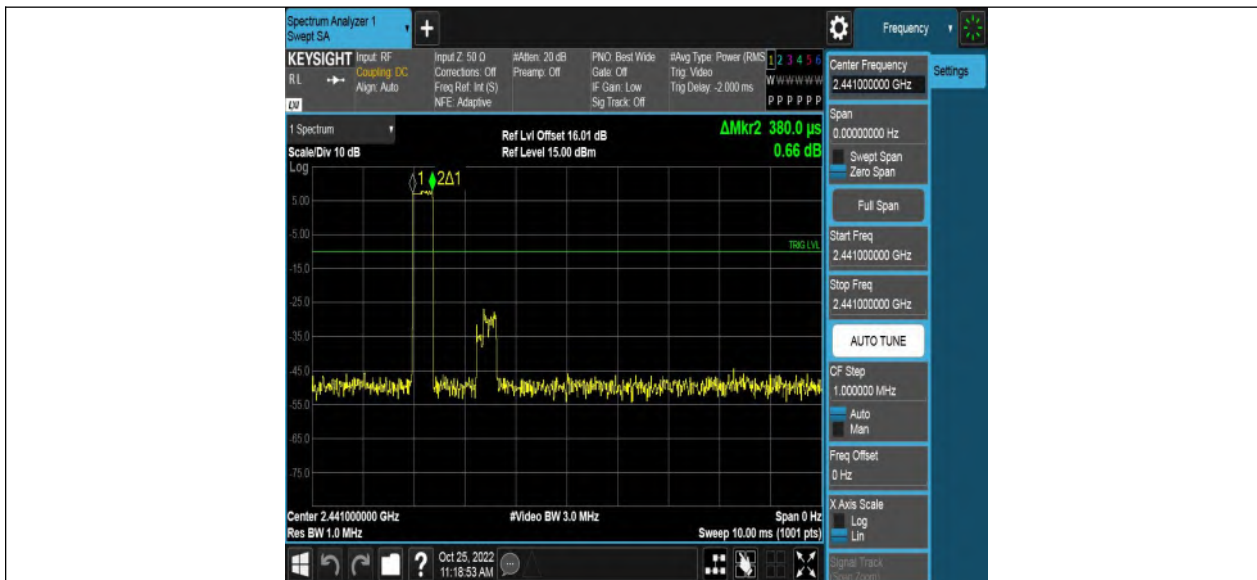 Spectrum Analyzer 1
Swept SA
+
Frequency
KEYSIGHT
RL
LXI
Input: RF
Coupling: DC
Align: Auto
Input Z: 50 Ω
Corrections: Off
Freq Ref: Int (S)
NFE: Adaptive
#Atten: 20 dB
Preamp: Off
PNO: Best Wide
Gate: Off
IF Gain: Low
Sig Track: Off
#Avg Type: Power (RMS
Trig: Video
Trig Delay: -2.000 ms
1 2 3 4 5 6
W W W W W W
P P P P P P
1 Spectrum
Scale/Div 10 dB
Log
Ref Lvl Offset 16.01 dB
Ref Level 15.00 dBm
ΔMkr2 380.0 µs
0.66 dB
1 2Δ1
5.00
-5.00
TRIG LVL
-15.0
-25.0
-35.0
-45.0
-55.0
-65.0
-75.0
Center 2.441000000 GHz
#Video BW 3.0 MHz
Span 0 Hz
Res BW 1.0 MHz
Sweep 10.00 ms (1001 pts)
?
Oct 25, 2022
11:18:53 AM
Center Frequency
2.441000000 GHz
Settings
Span
0.00000000 Hz
Swept Span
Zero Span
Full Span
Start Freq
2.441000000 GHz
Stop Freq
2.441000000 GHz
AUTO TUNE
CF Step
1.000000 MHz
Auto
Man
Freq Offset
0 Hz
X Axis Scale
Log
Lin
Signal Track
(Span Zoom)